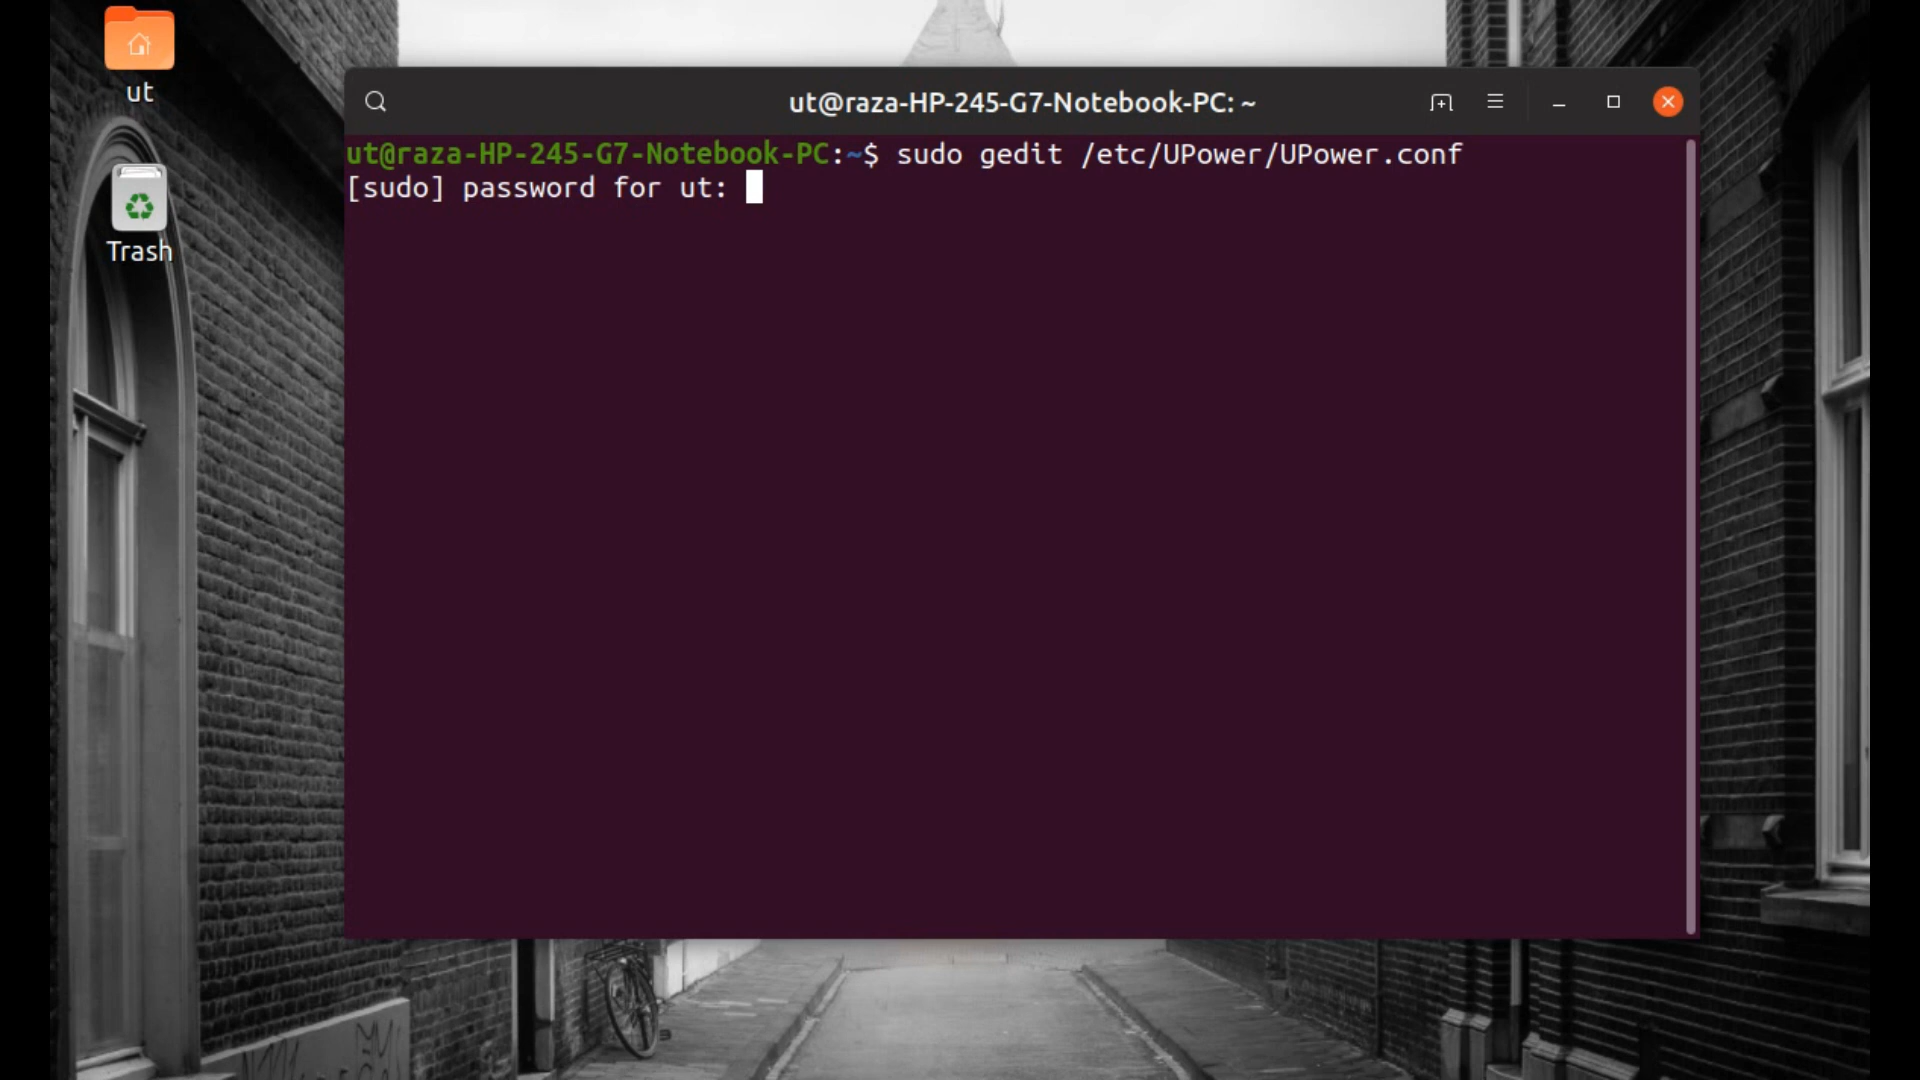 ut
Trash
ut@raza-HP-245-G7-Notebook-PC: ~
ut@raza-HP-245-G7-Notebook-PC:~$ sudo gedit /etc/UPower/UPower.conf
[sudo] password for ut: